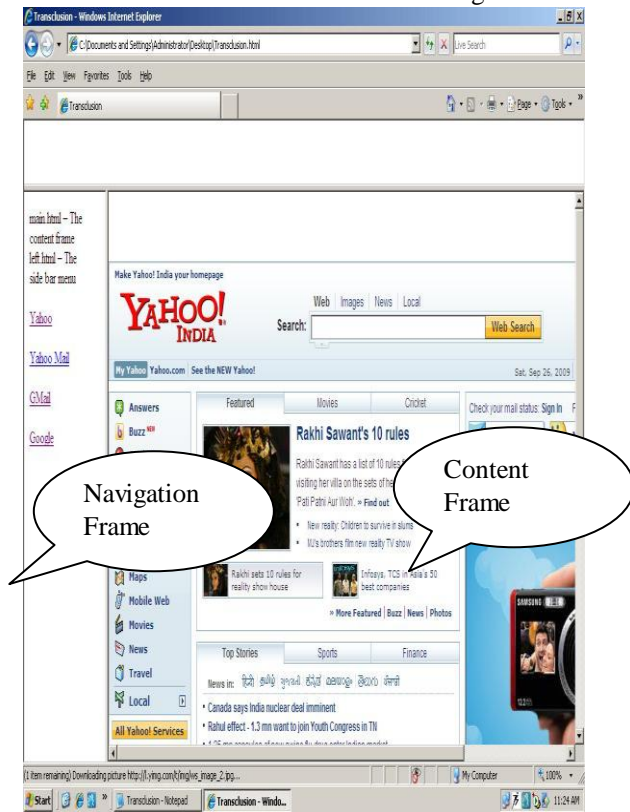 Transclusion - Windows Internet Explorer
C:\Documents and Settings\Administrator\Desktop\Transclusion.html
Live Search
File Edit View Favorites Tools Help
Transclusion
Page Tools »
main.html – The
content frame
left.html – The
side bar menu
Yahoo
Yahoo Mail
GMail
Google
Make Yahoo! India your homepage
YAHOO!
INDIA
Web Images News Local
Search:
Web Search
My Yahoo Yahoo.com See the NEW Yahoo!
Sat, Sep 26, 2009
Answers
Buzz NEW
Maps
Mobile Web
Movies
News
Travel
Local
All Yahoo! Services
Featured Movies Cricket
Rakhi Sawant's 10 rules
Rakhi Sawant has a list of 10 rules
visiting her villa on the sets of he
'Pati Patni Aur Woh'. » Find out
• New reality: Children to survive in slums
• MJ's brothers film new reality TV show
Rakhi sets 10 rules for
reality show house
Infosys, TCS in Asia's 50
best companies
» More Featured | Buzz | News | Photos
Check your mail status: Sign In
SAMSUNG
Top Stories Sports Finance
News in: हिंदी தமிழ் ગુજરાતી ಕನ್ನಡ മലയാളം తెలుగు ਪੰਜਾਬੀ
• Canada says India nuclear deal imminent
• Rahul effect - 1.3 mn want to join Youth Congress in TN
Navigation
Frame
Content
Frame
(1 item remaining) Downloading picture http://l.yimg.com/t/img/ws_image_2.jpg...
My Computer
100%
Start
Transclusion - Notepad
Transclusion - Windo...
11:24 AM